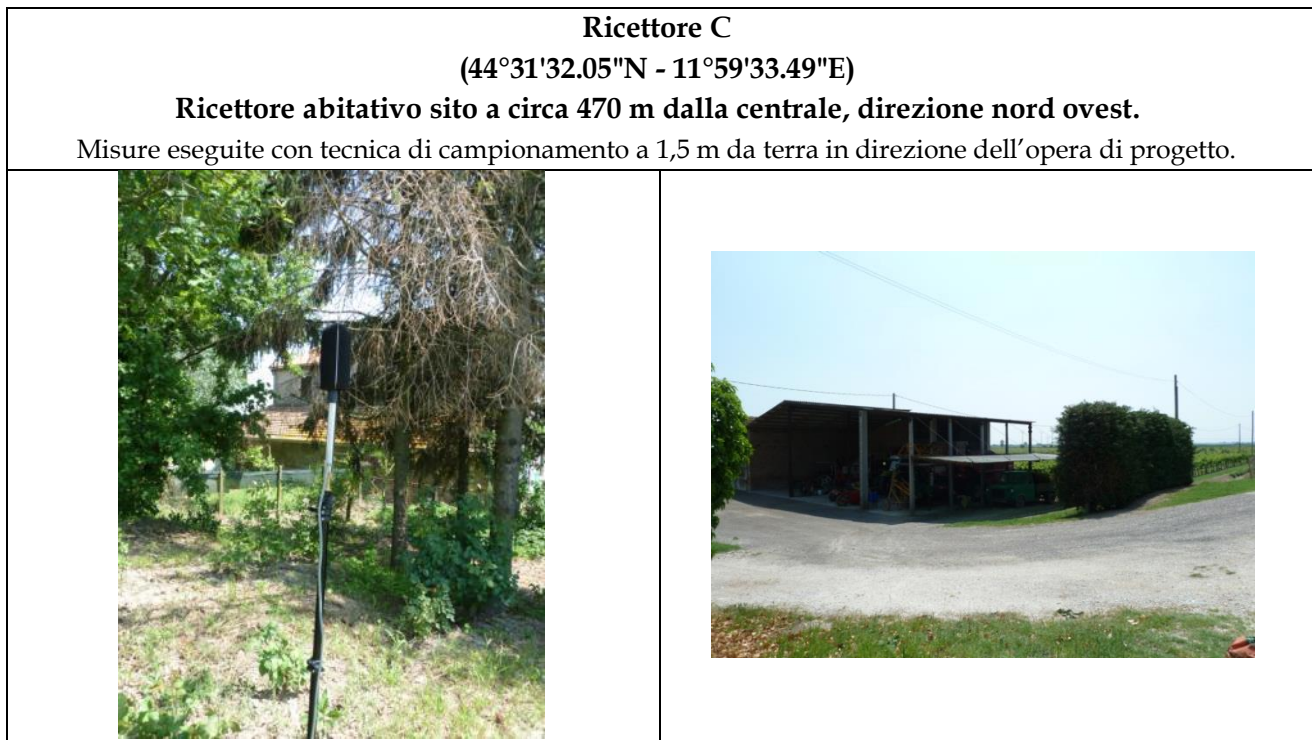 Ricettore C
(44°31'32.05"N - 11°59'33.49"E)
Ricettore abitativo sito a circa 470 m dalla centrale, direzione nord ovest.
Misure eseguite con tecnica di campionamento a 1,5 m da terra in direzione dell’opera di progetto.